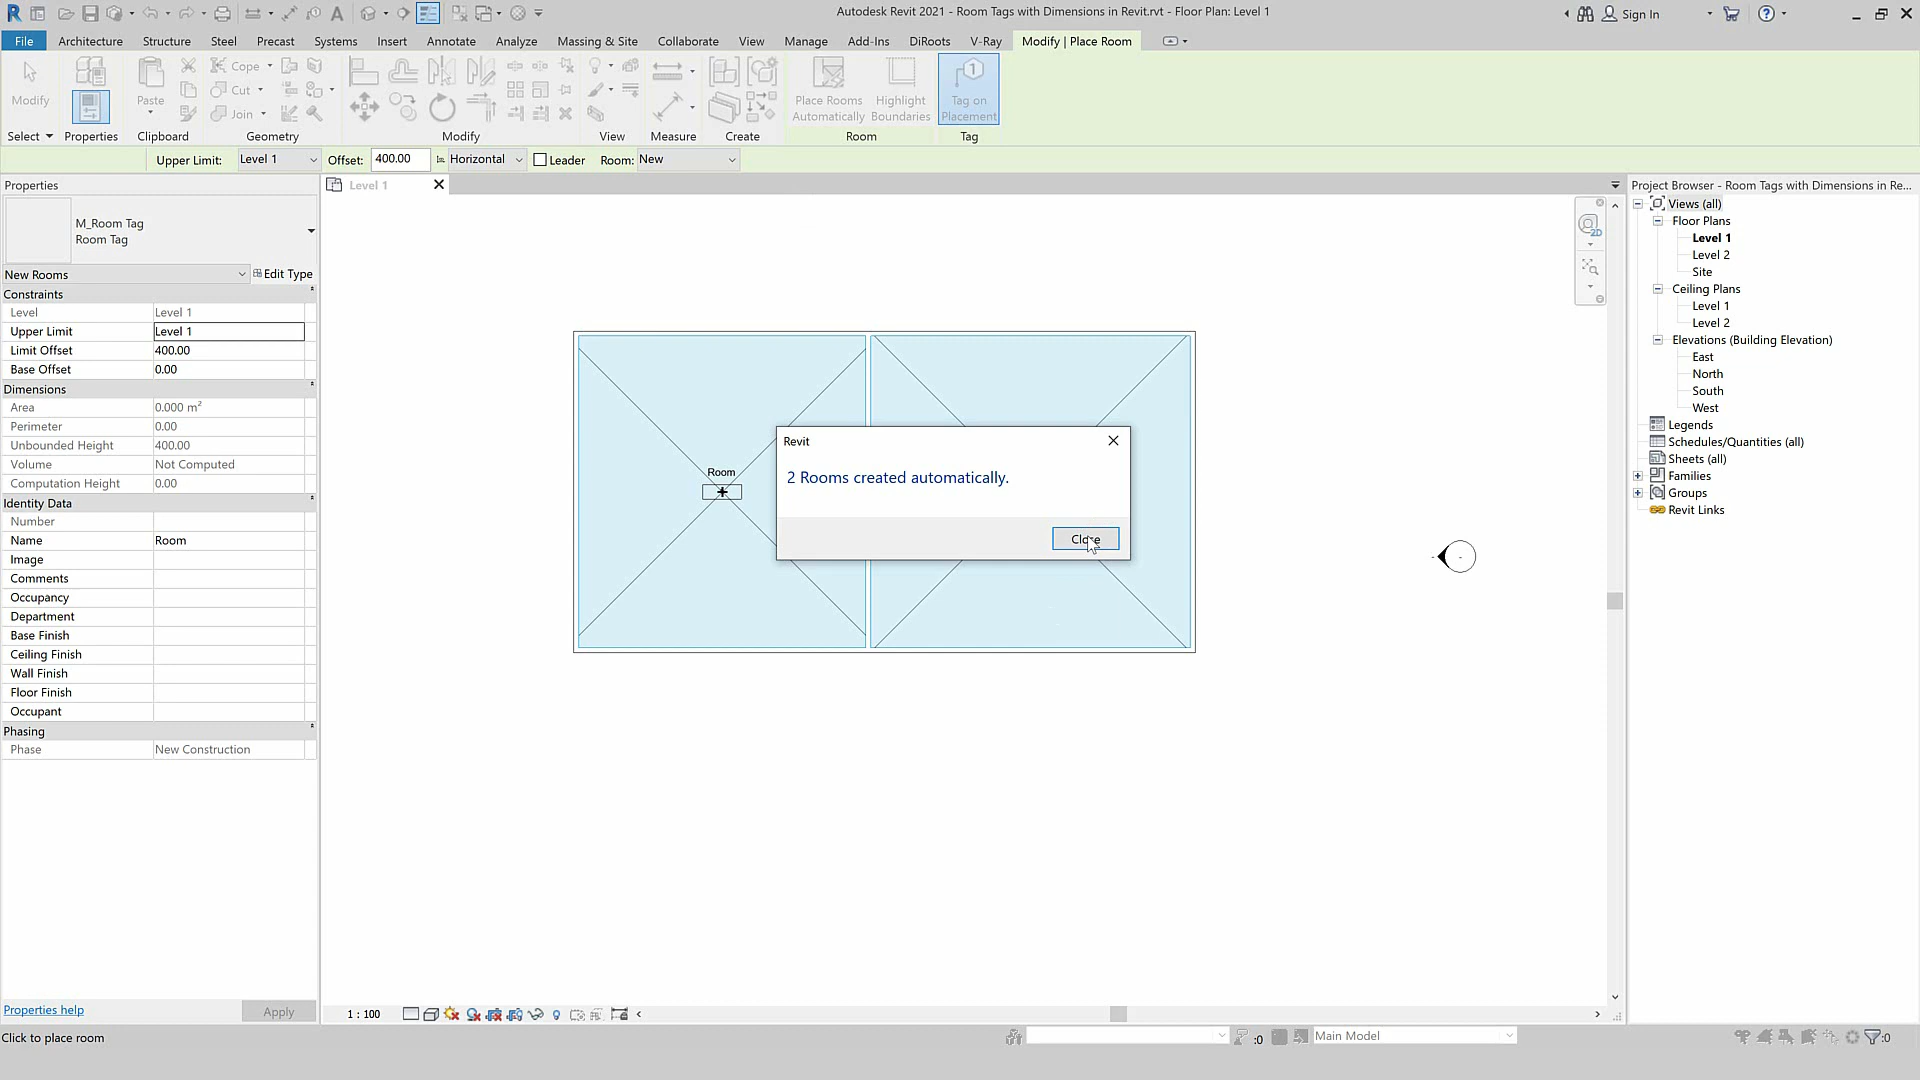 Autodesk Revit 2021 - Room Tags with Dimensions in Revit.rvt - Floor Plan: Level 1
Sign In
File Architecture Structure Steel Precast Systems Insert Annotate Analyze Massing & Site Collaborate View Manage Add-Ins DiRoots V-Ray Modify | Place Room
Modify
Paste
Cope
Cut
Join
Place Rooms Automatically
Highlight Boundaries
Tag on Placement
Select Properties Clipboard Geometry Modify View Measure Create Room Tag
Upper Limit: Level 1 Offset: 400.00 Horizontal Leader Room: New
Properties
M_Room Tag
Room Tag
New Rooms Edit Type
Constraints
Level Level 1
Upper Limit Level 1
Limit Offset 400.00
Base Offset 0.00
Dimensions
Area 0.000 m²
Perimeter 0.00
Unbounded Height 400.00
Volume Not Computed
Computation Height 0.00
Identity Data
Number
Name Room
Image
Comments
Occupancy
Department
Base Finish
Ceiling Finish
Wall Finish
Floor Finish
Occupant
Phasing
Phase New Construction
Properties help Apply
Level 1
2D
Room
Revit
2 Rooms created automatically.
Close
1 : 100
Project Browser - Room Tags with Dimensions in Re...
Views (all)
Floor Plans
Level 1
Level 2
Site
Ceiling Plans
Level 1
Level 2
Elevations (Building Elevation)
East
North
South
West
Legends
Schedules/Quantities (all)
Sheets (all)
Families
Groups
Revit Links
Click to place room
:0
Main Model
:0